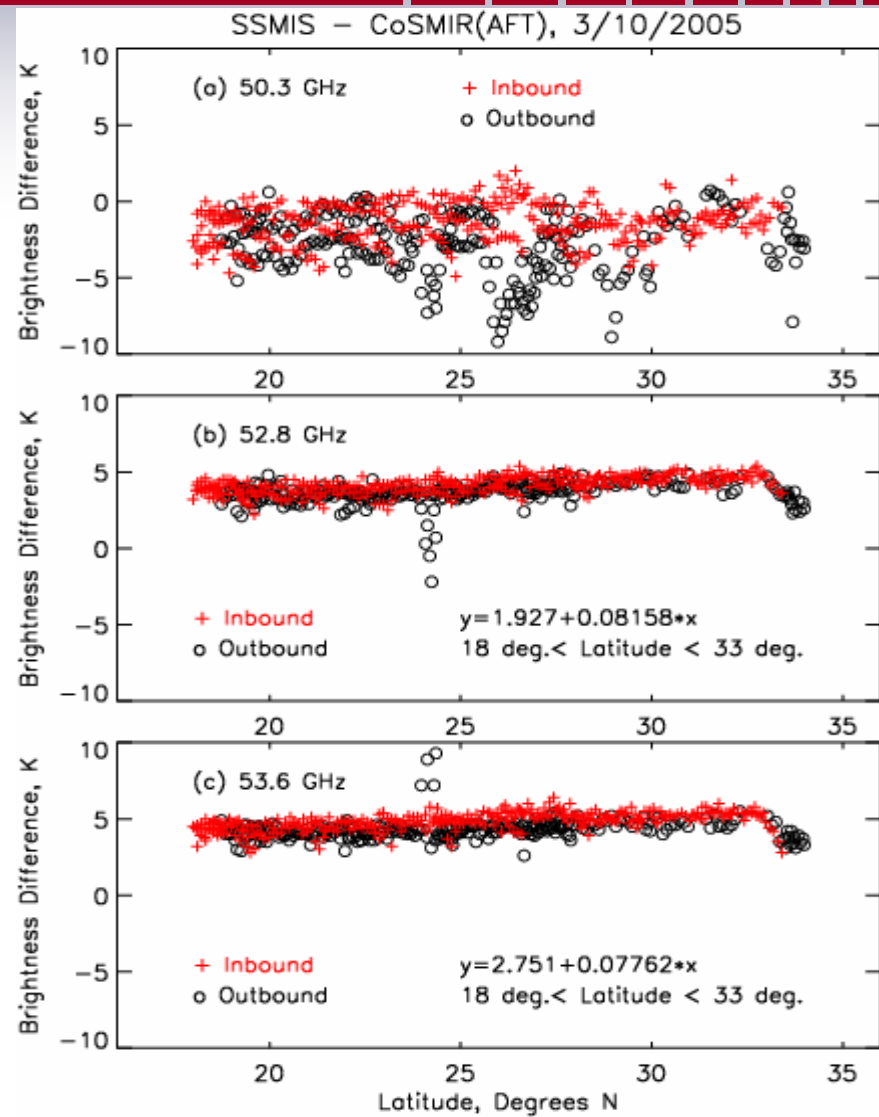 SSMIS – CoSMIR(AFT), 3/10/2005
Brightness Difference, K
10
5
0
−5
−10
(a) 50.3 GHz
+ Inbound
o Outbound
20
25
30
35
Brightness Difference, K
10
5
0
−5
−10
(b) 52.8 GHz
+ Inbound
y=1.927+0.08158*x
o Outbound
18 deg.< Latitude < 33 deg.
20
25
30
35
Brightness Difference, K
10
5
0
−5
−10
(c) 53.6 GHz
+ Inbound
y=2.751+0.07762*x
o Outbound
18 deg.< Latitude < 33 deg.
20
25
30
35
Latitude, Degrees N